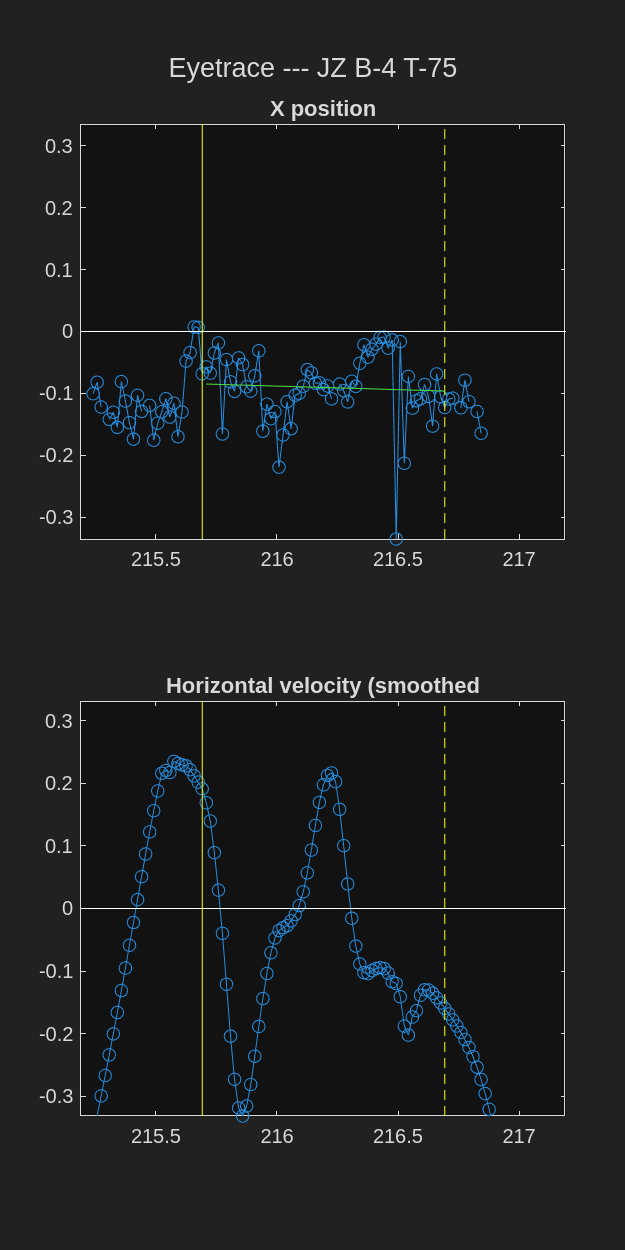 Eyetrace --- JZ B-4 T-75
X position
0.3
0.2
0.1
0
-0.1
-0.2
-0.3
215.5 216 216.5 217
Horizontal velocity (smoothed
0.3
0.2
0.1
0
-0.1
-0.2
-0.3
215.5 216 216.5 217